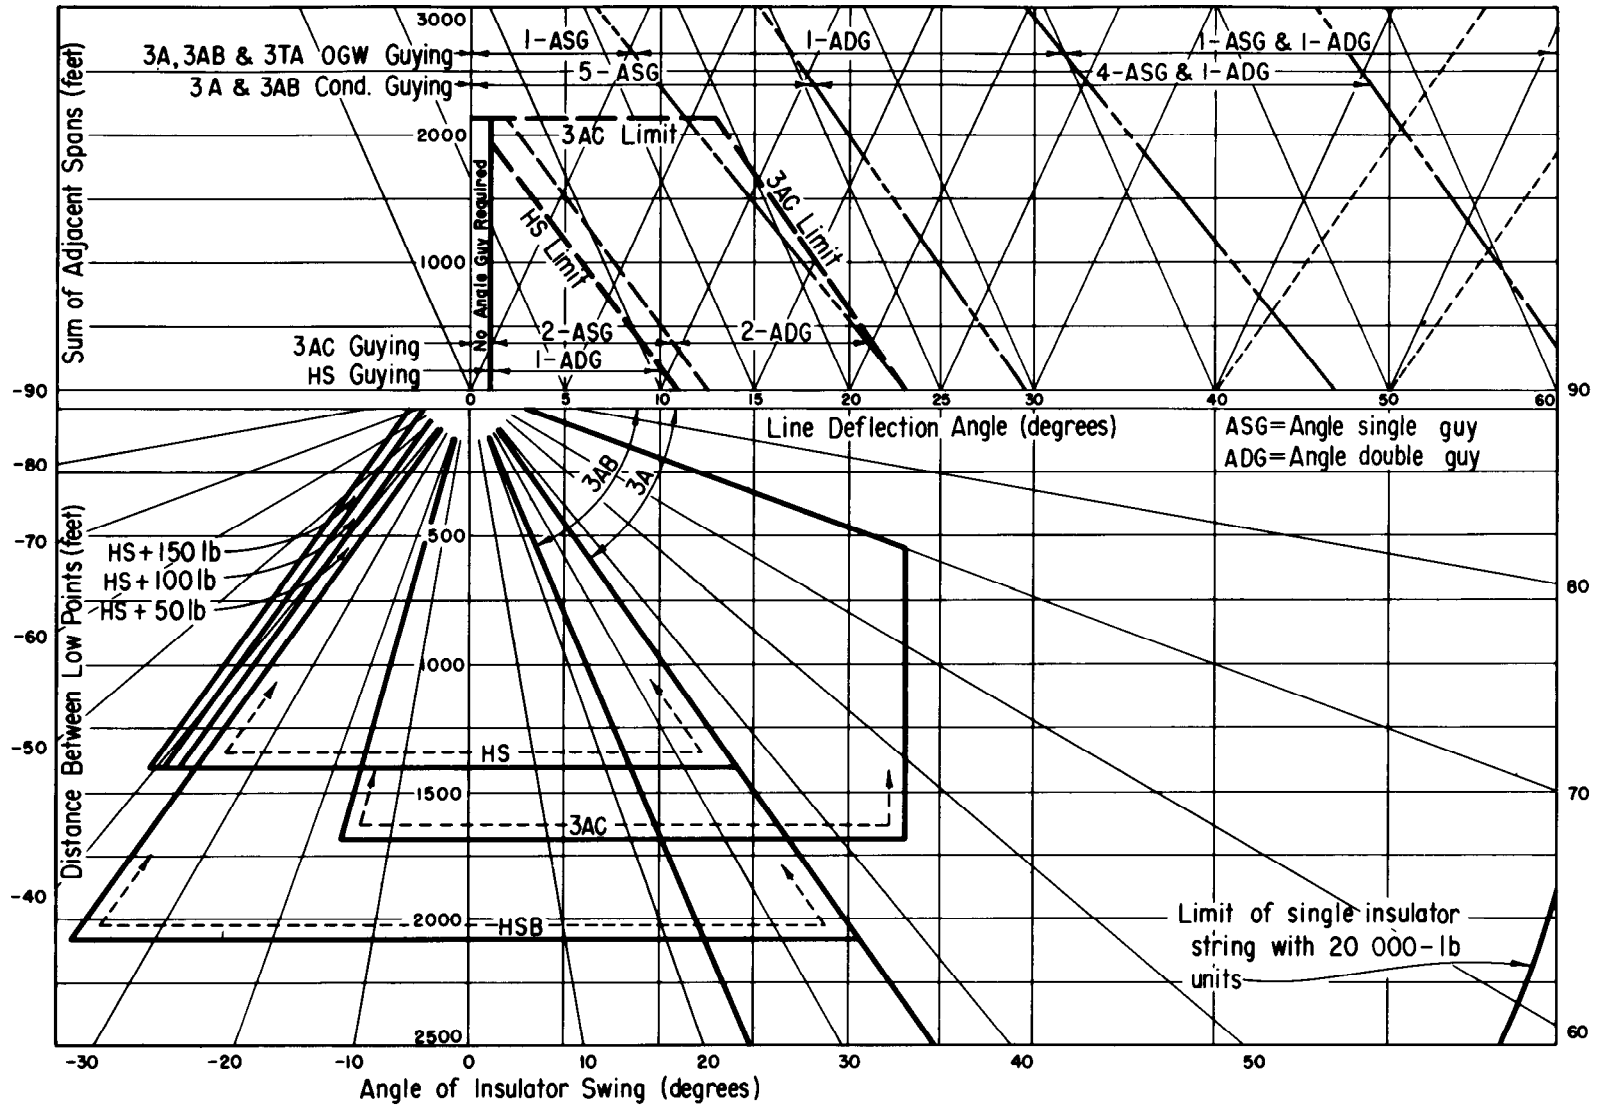 3000
1-ASG
1-ADG
1-ASG & 1-ADG
3A, 3AB & 3TA OGW Guying
5-ASG
4-ASG & 1-ADG
3A & 3AB Cond. Guying
Sum of Adjacent Spans (feet)
2000
3AC Limit
No Angle Guy Required
HS Limit
3AC Limit
1000
2-ASG
2-ADG
3AC Guying
1-ADG
HS Guying
-90
90
0 5 10 15 20 25 30 40 50 60
Line Deflection Angle (degrees)
ASG=Angle single guy
ADG=Angle double guy
-80
3AB
3A
Distance Between Low Points (feet)
500
-70
HS+150 lb
HS+100 lb
HS+50 lb
80
-60
1000
-50
HS
1500
70
3AC
-40
2000
HSB
Limit of single insulator
string with 20 000-lb
units
2500
60
-30 -20 -10 0 10 20 30 40 50
Angle of Insulator Swing (degrees)